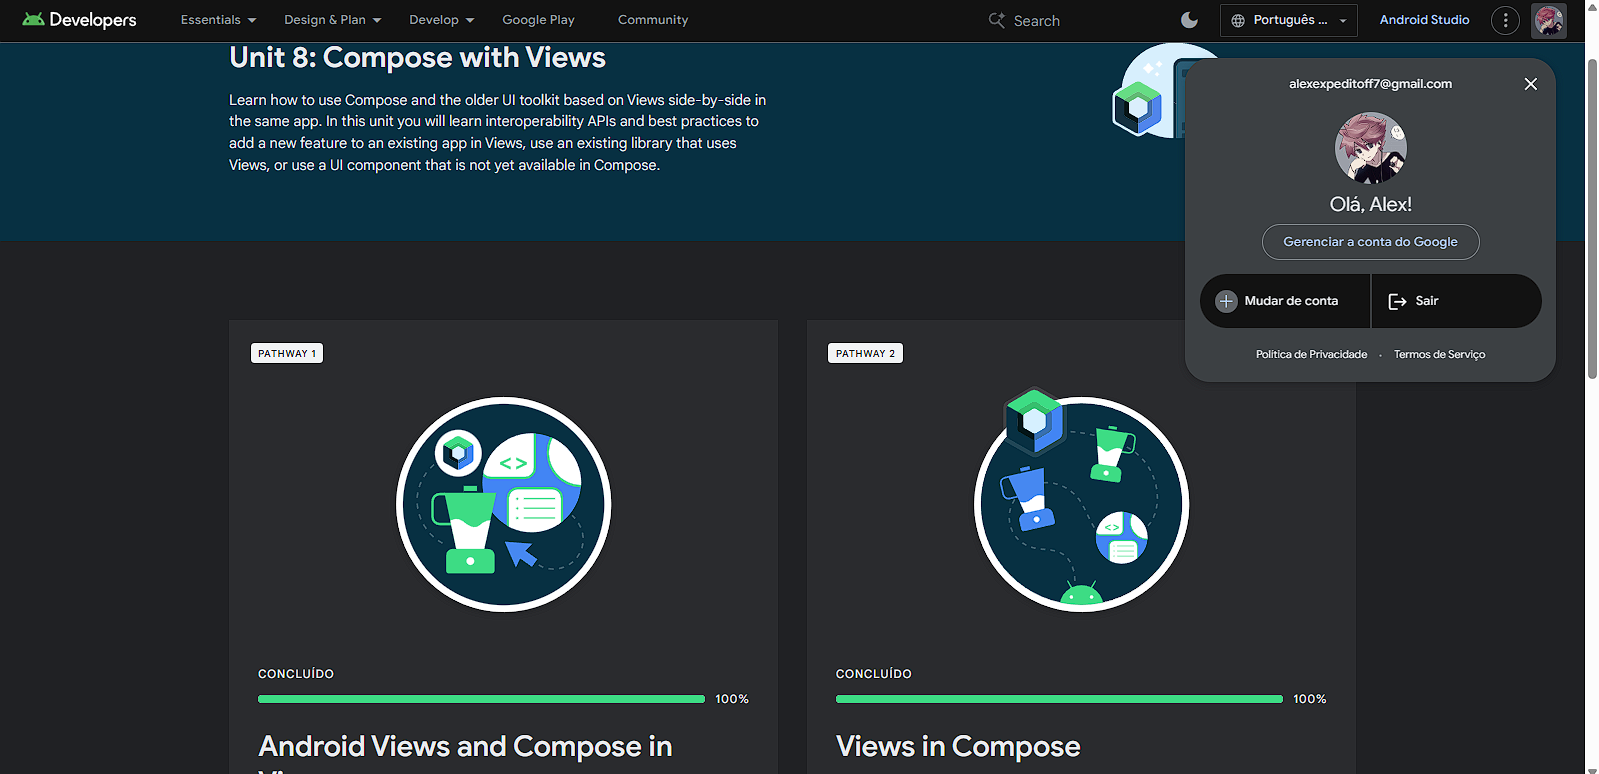 Developers Essentials Design & Plan Develop Google Play Community Search Português ... Android Studio
Unit 8: Compose with Views
Learn how to use Compose and the older UI toolkit based on Views side-by-side in
the same app. In this unit you will learn interoperability APIs and best practices to
add a new feature to an existing app in Views, use an existing library that uses
Views, or use a UI component that is not yet available in Compose.
alexexpeditoff7@gmail.com
Olá, Alex!
Gerenciar a conta do Google
Mudar de conta
Sair
Política de Privacidade · Termos de Serviço
PATHWAY 1
<>
CONCLUÍDO
100%
Android Views and Compose in
PATHWAY 2
<>
CONCLUÍDO
100%
Views in Compose